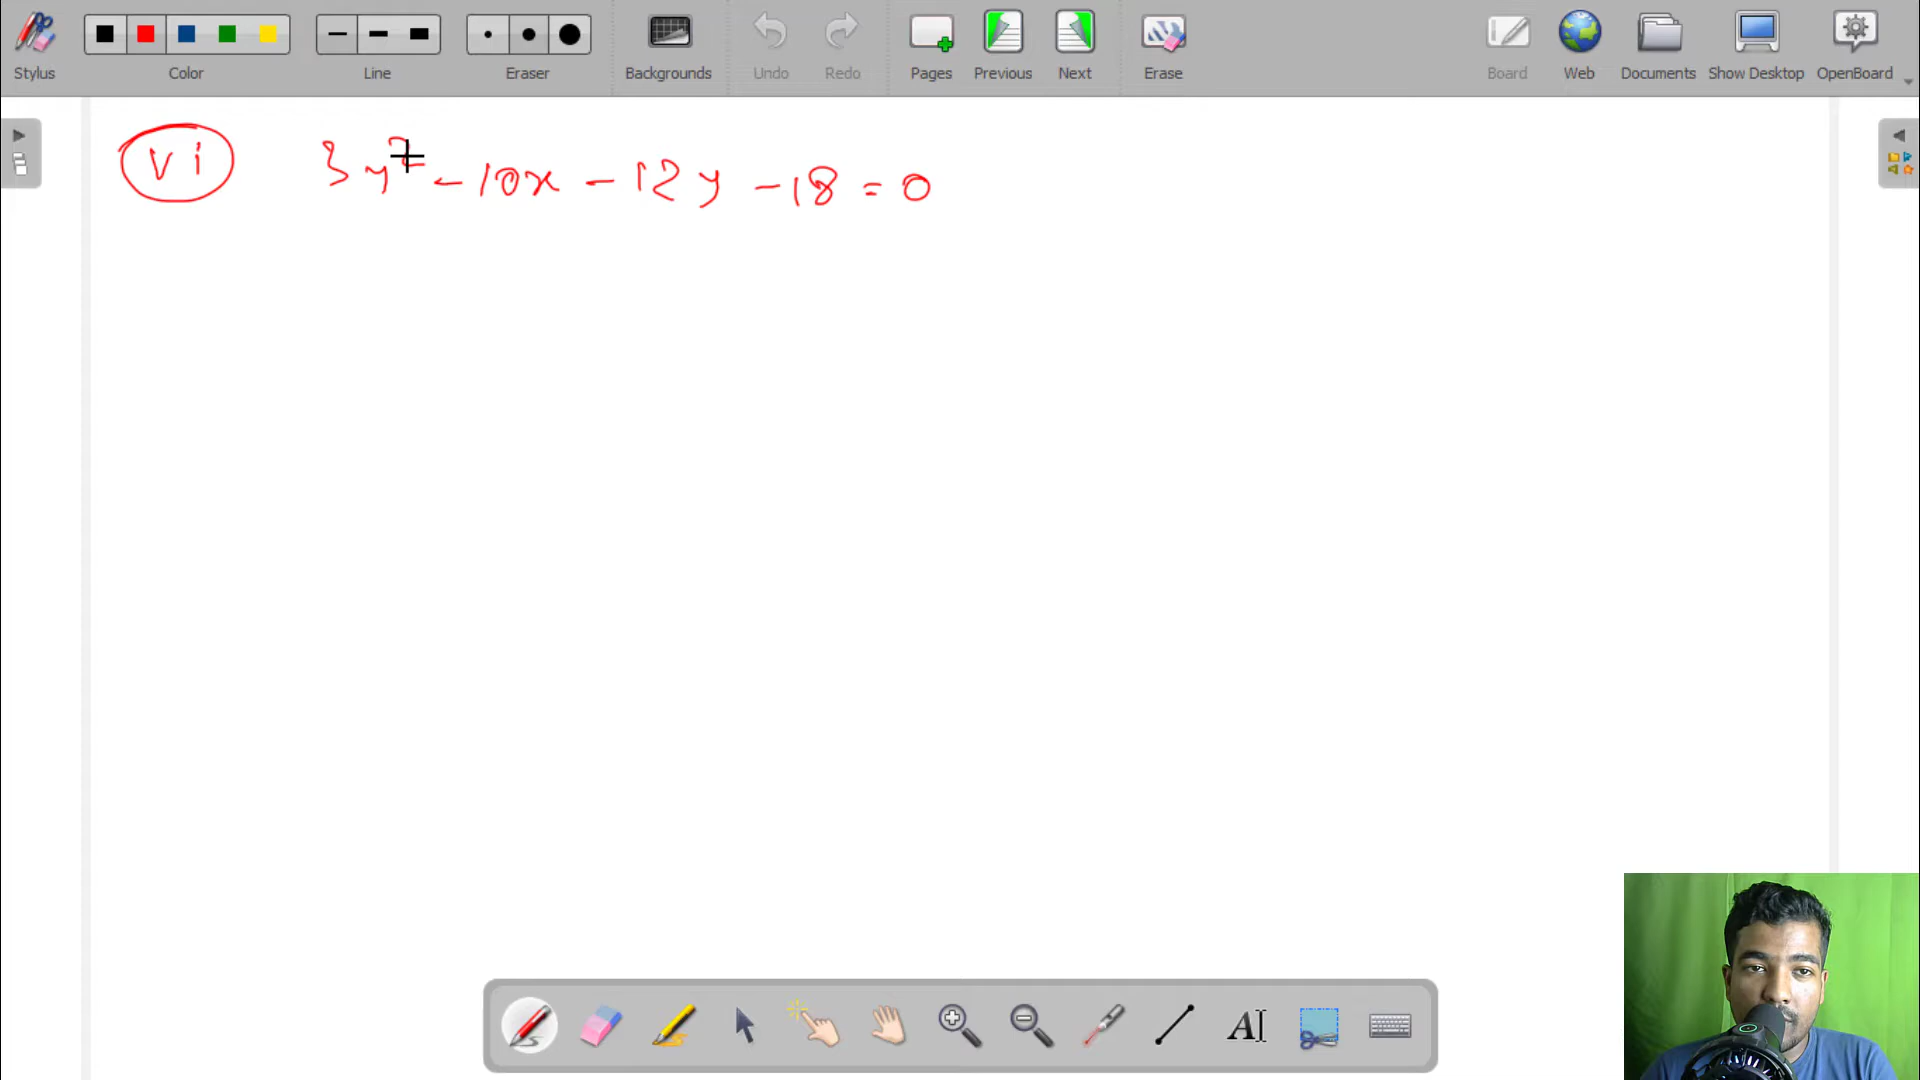 Stylus Color Line Eraser Backgrounds Undo Redo Pages Previous Next Erase Board Web Documents Show Desktop OpenBoard
vi 3y² - 10x - 12y - 18 = 0